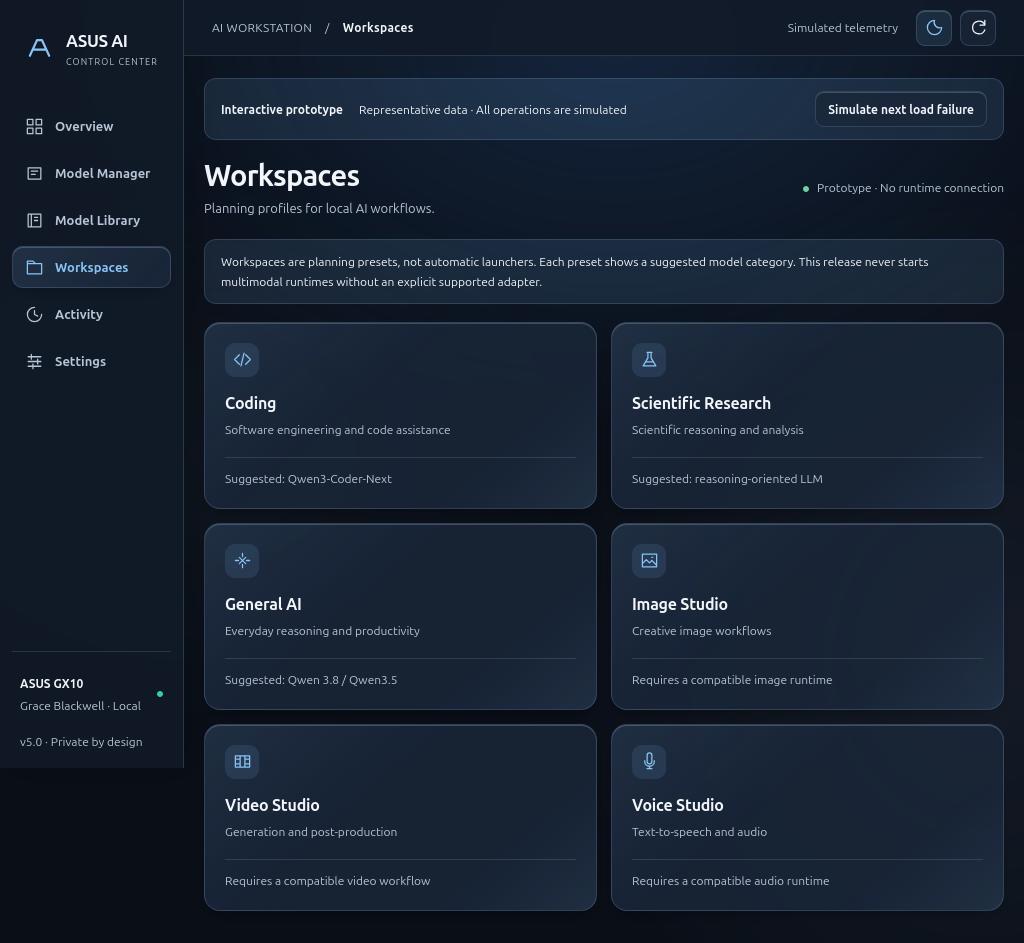 ASUS AI
CONTROL CENTER
Overview
Model Manager
Model Library
Workspaces
Activity
Settings
ASUS GX10
Grace Blackwell · Local
v5.0 · Private by design
AI WORKSTATION / Workspaces
Simulated telemetry
Interactive prototype Representative data · All operations are simulated
Simulate next load failure
Workspaces
Planning profiles for local AI workflows.
Prototype · No runtime connection
Workspaces are planning presets, not automatic launchers. Each preset shows a suggested model category. This release never starts
multimodal runtimes without an explicit supported adapter.
Coding
Software engineering and code assistance
Suggested: Qwen3-Coder-Next
Scientific Research
Scientific reasoning and analysis
Suggested: reasoning-oriented LLM
General AI
Everyday reasoning and productivity
Suggested: Qwen 3.8 / Qwen3.5
Image Studio
Creative image workflows
Requires a compatible image runtime
Video Studio
Generation and post-production
Requires a compatible video workflow
Voice Studio
Text-to-speech and audio
Requires a compatible audio runtime